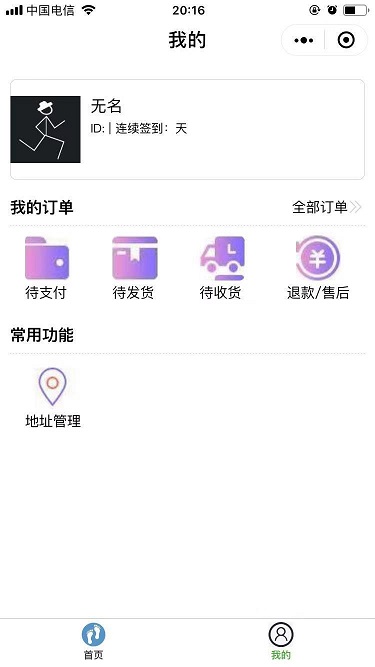 中国电信 20:16
我的
无名
ID: | 连续签到：天
我的订单 全部订单
待支付 待发货 待收货 退款/售后
常用功能
地址管理
首页 我的